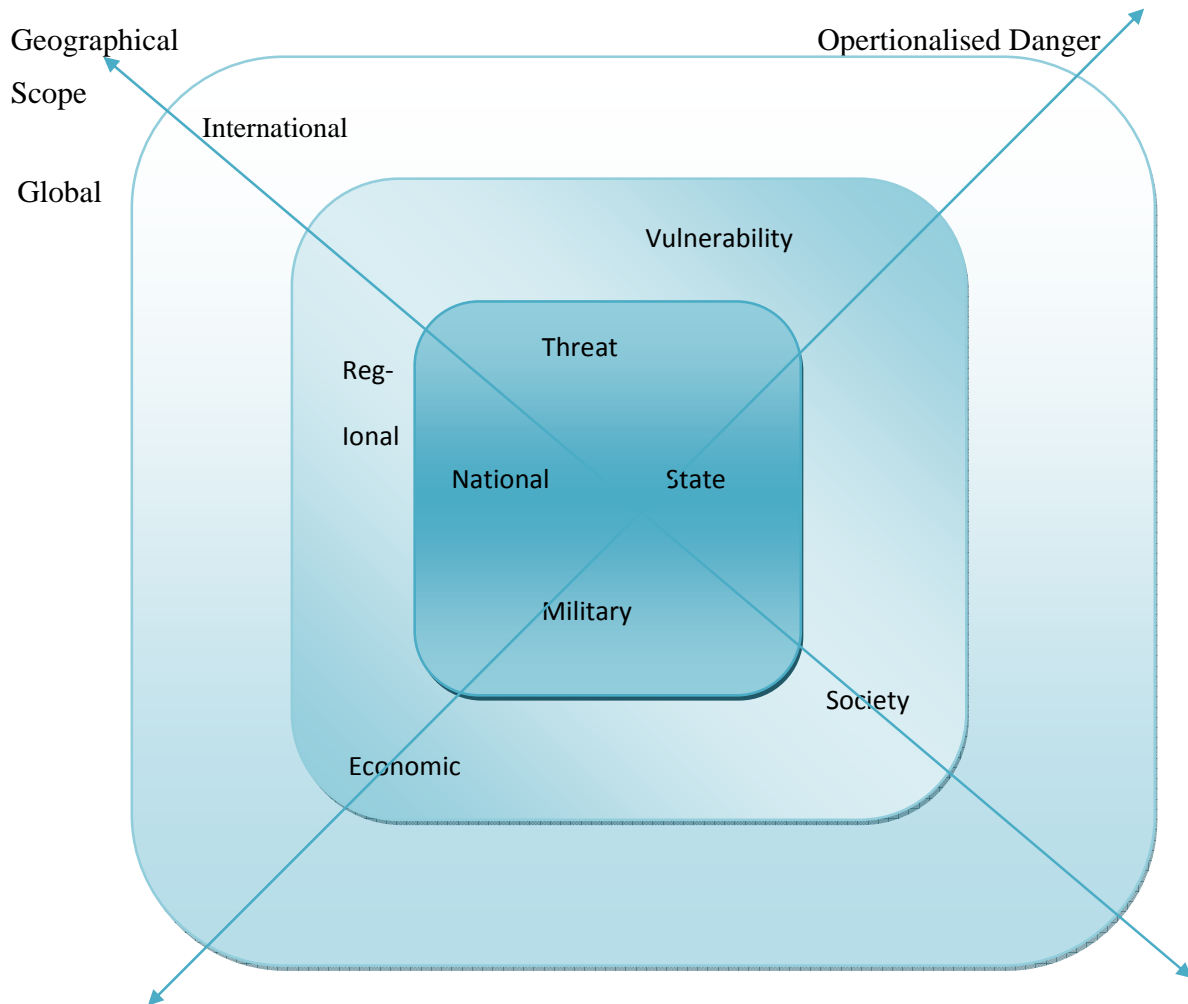 Geographical
Opertionalised Danger
Scope
International
Global
Vulnerability
Threat
Reg-
Ional
National
State
Military
Society
Economic